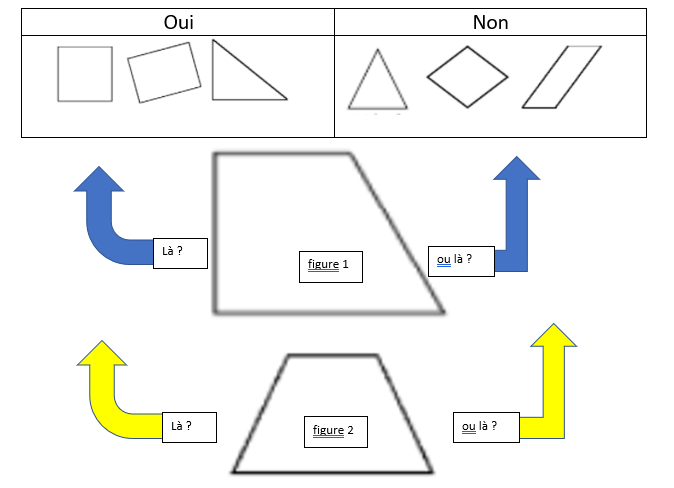 Oui
Non
Là ?
figure 1
ou là ?
Là ?
figure 2
ou là ?